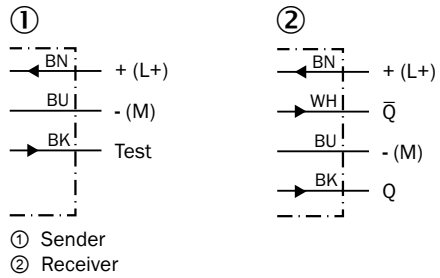 ① ②
BN + (L+) BN + (L+)
BU - (M) WH Q̅
BK Test BU - (M)
BK Q
① Sender
② Receiver